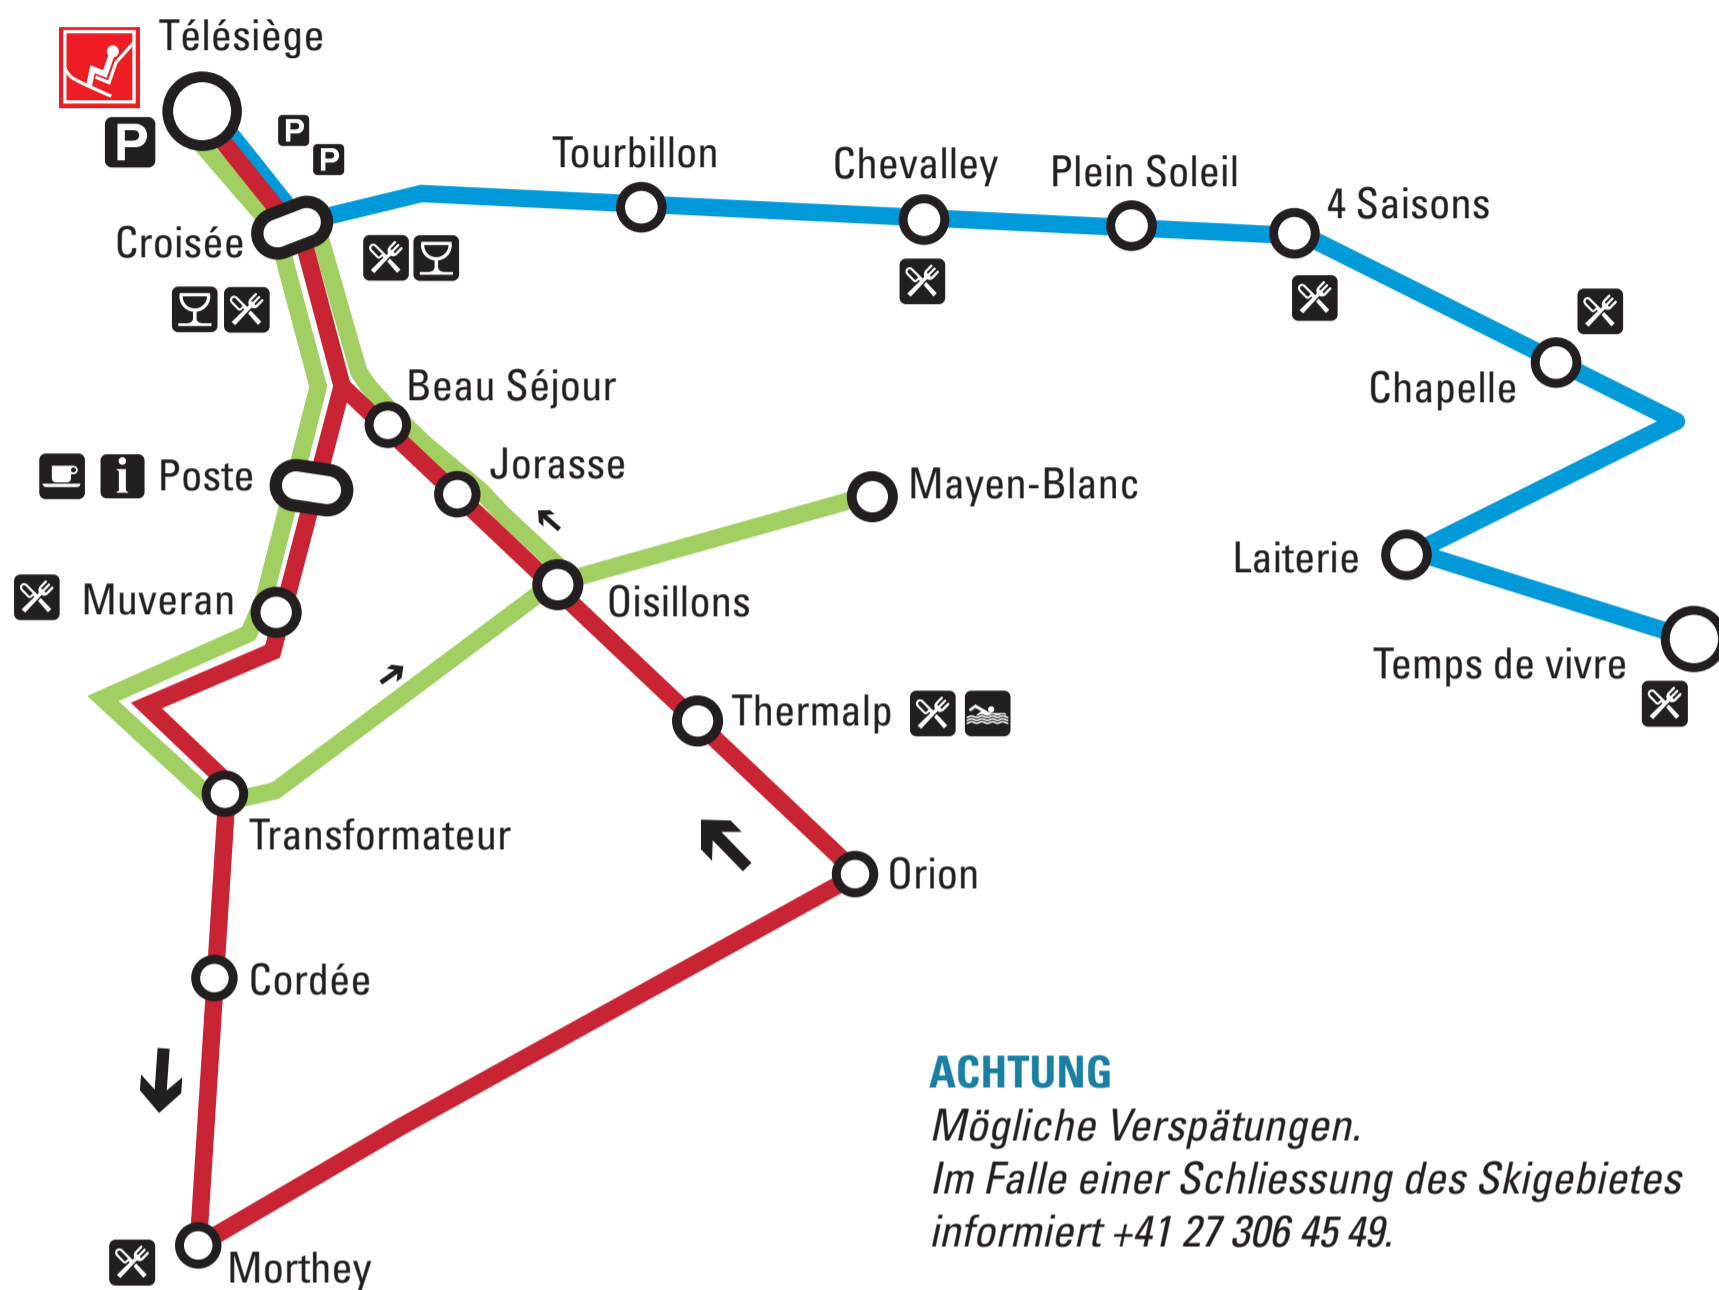 Télésiège
P
P
P
Tourbillon
Chevalley
Plein Soleil
4 Saisons
Croisée
Chapelle
Beau Séjour
Jorasse
i
Poste
Mayen-Blanc
Laiterie
Muveran
Oisillons
Temps de vivre
Thermalp
Transformateur
Orion
Cordée
Morthey
ACHTUNG
Mögliche Verspätungen.
Im Falle einer Schliessung des Skigebietes
informiert +41 27 306 45 49.